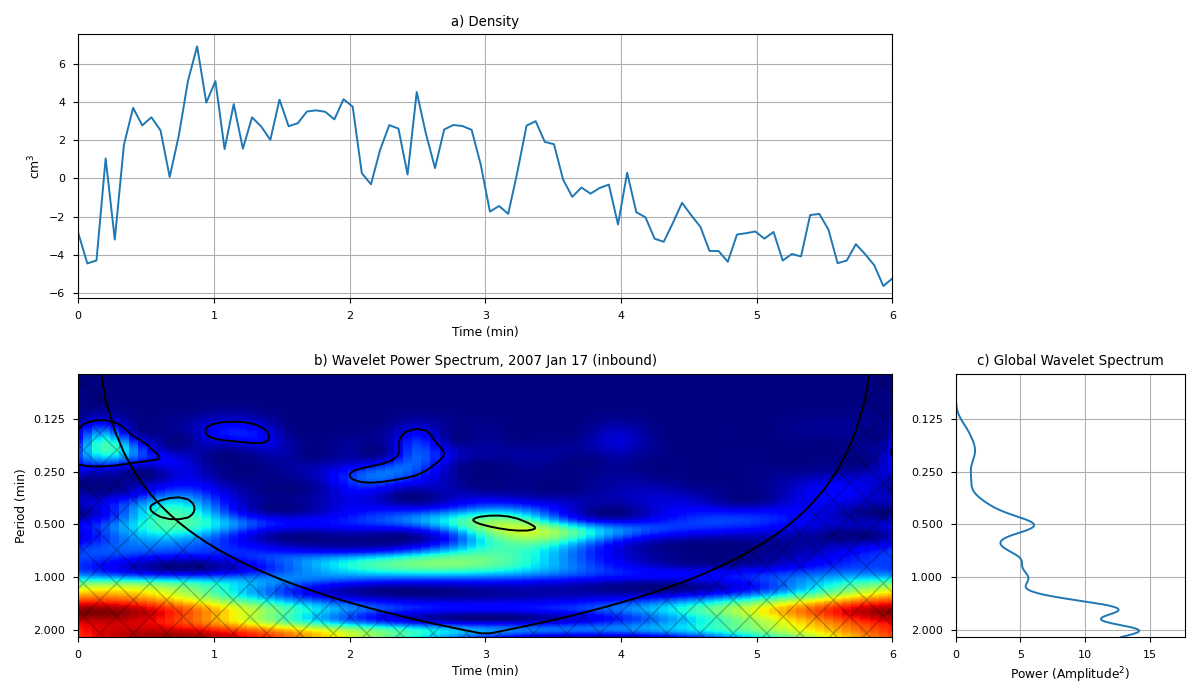 a) Density
cm³
6
4
2
0
−2
−4
−6
0 1 2 3 4 5 6
Time (min)
b) Wavelet Power Spectrum, 2007 Jan 17 (inbound)
Period (min)
0.125
0.250
0.500
1.000
2.000
0 1 2 3 4 5 6
Time (min)
c) Global Wavelet Spectrum
0.125
0.250
0.500
1.000
2.000
0 5 10 15
Power (Amplitude²)